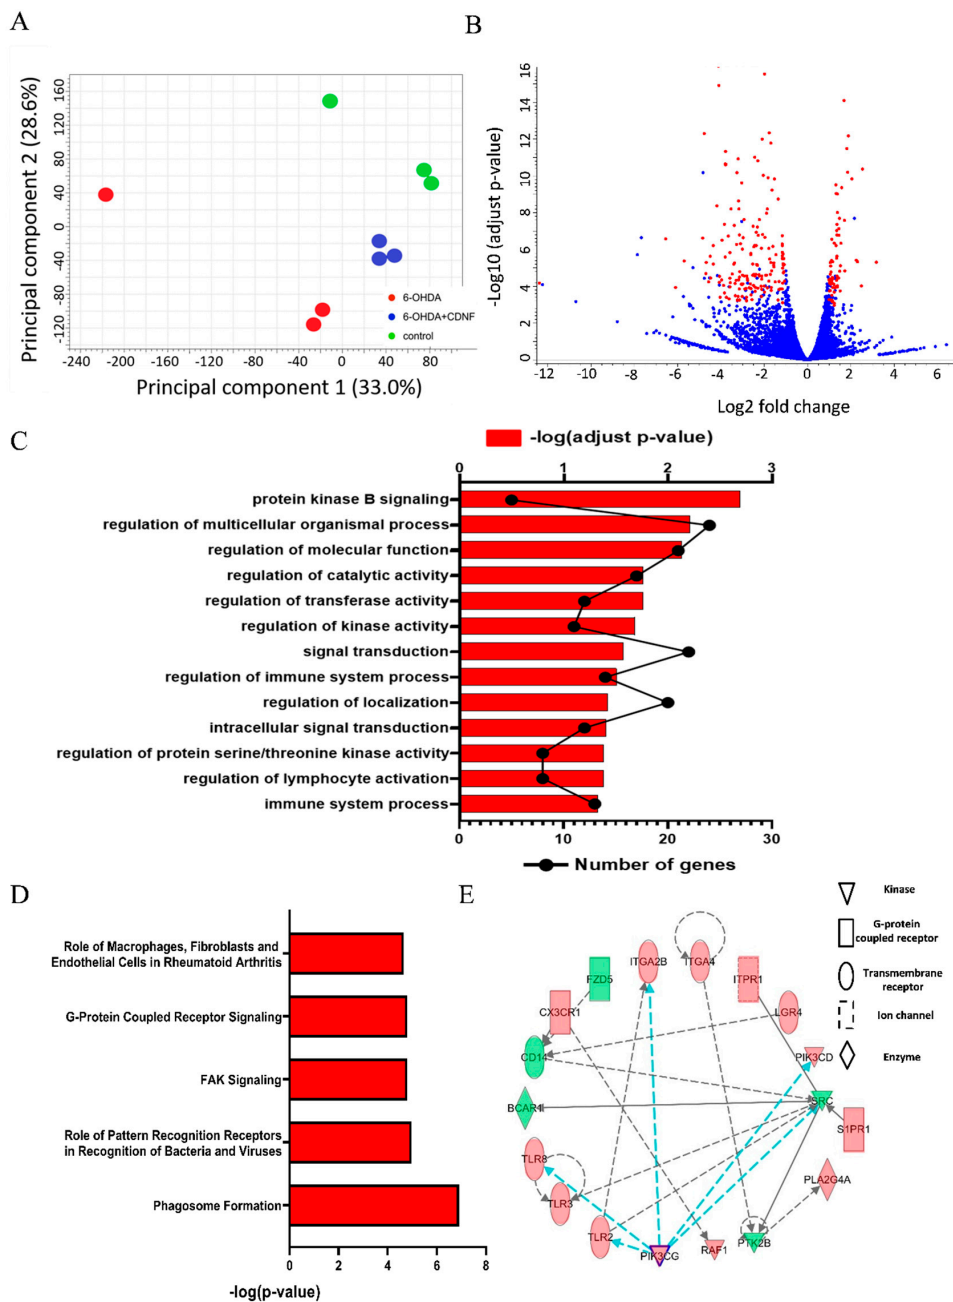 A
Principal component 2 (28.6%)
160
120
80
40
0
-40
-80
-120
-240 -200 -160 -120 -80 -40 0 40 80
Principal component 1 (33.0%)
6-OHDA
6-OHDA+CDNF
control
B
-Log10 (adjust p-value)
16
14
12
10
8
6
4
2
0
-12 -10 -8 -6 -4 -2 0 2 4 6
Log2 fold change
C
-log(adjust p-value)
0 1 2 3
protein kinase B signaling
regulation of multicellular organismal process
regulation of molecular function
regulation of catalytic activity
regulation of transferase activity
regulation of kinase activity
signal transduction
regulation of immune system process
regulation of localization
intracellular signal transduction
regulation of protein serine/threonine kinase activity
regulation of lymphocyte activation
immune system process
0 10 20 30
Number of genes
D
Role of Macrophages, Fibroblasts and
Endothelial Cells in Rheumatoid Arthritis
G-Protein Coupled Receptor Signaling
FAK Signaling
Role of Pattern Recognition Receptors
in Recognition of Bacteria and Viruses
Phagosome Formation
0 2 4 6 8
-log(p-value)
E
Kinase
G-protein
coupled receptor
Transmembrane
receptor
Ion channel
Enzyme
ITGA2B
ITGA4
FZD5
ITPR1
CX3CR1
LGR4
CD14
PIK3CD
BCAR1
SRC
S1PR1
TLR8
PLA2G4A
TLR3
TLR2
PTK2B
RAF1
PIK3CG